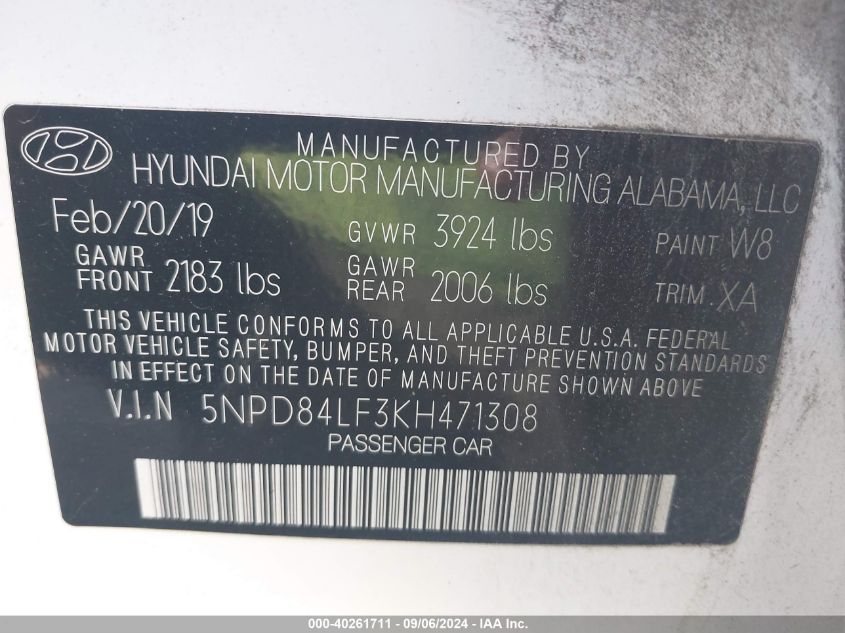 MANUFACTURED BY
HYUNDAI MOTOR MANUFACTURING ALABAMA, LLC
Feb/20/19 GVWR 3924 lbs PAINT W8
GAWR FRONT 2183 lbs GAWR REAR 2006 lbs TRIM. XA
THIS VEHICLE CONFORMS TO ALL APPLICABLE U.S.A. FEDERAL
MOTOR VEHICLE SAFETY, BUMPER, AND THEFT PREVENTION STANDARDS
IN EFFECT ON THE DATE OF MANUFACTURE SHOWN ABOVE
V.I.N 5NPD84LF3KH471308
PASSENGER CAR
000-40261711 - 09/06/2024 - IAA Inc.